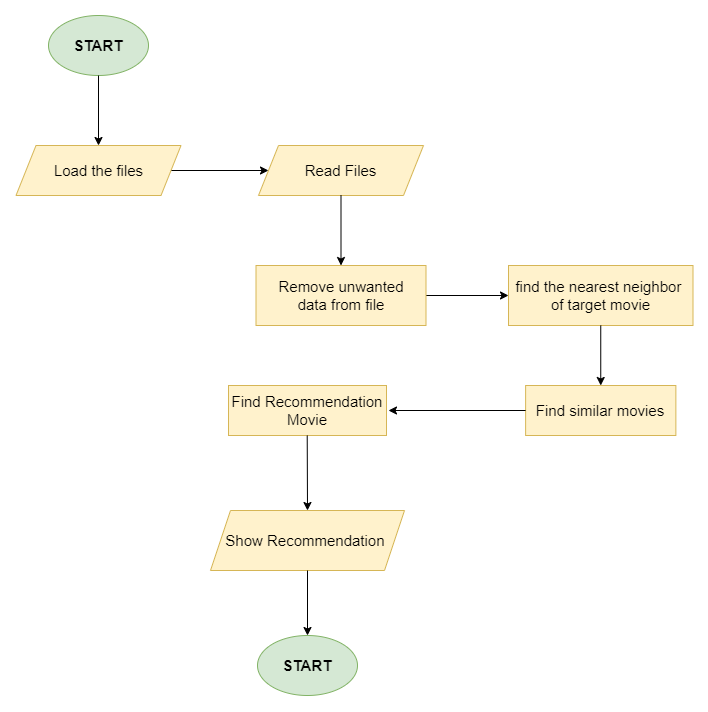 START
Load the files
Read Files
Remove unwanted
data from file
find the nearest neighbor
of target movie
Find similar movies
Find Recommendation
Movie
Show Recommendation
START